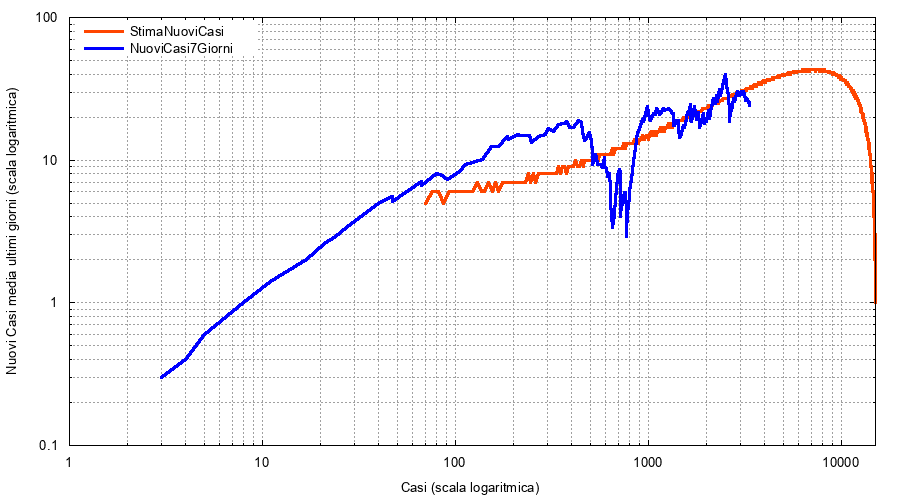 100
StimaNuoviCasi
NuoviCasi7Giorni
10
1
0.1
Nuovi Casi media ultimi giorni (scala logaritmica)
1 10 100 1000 10000
Casi (scala logaritmica)